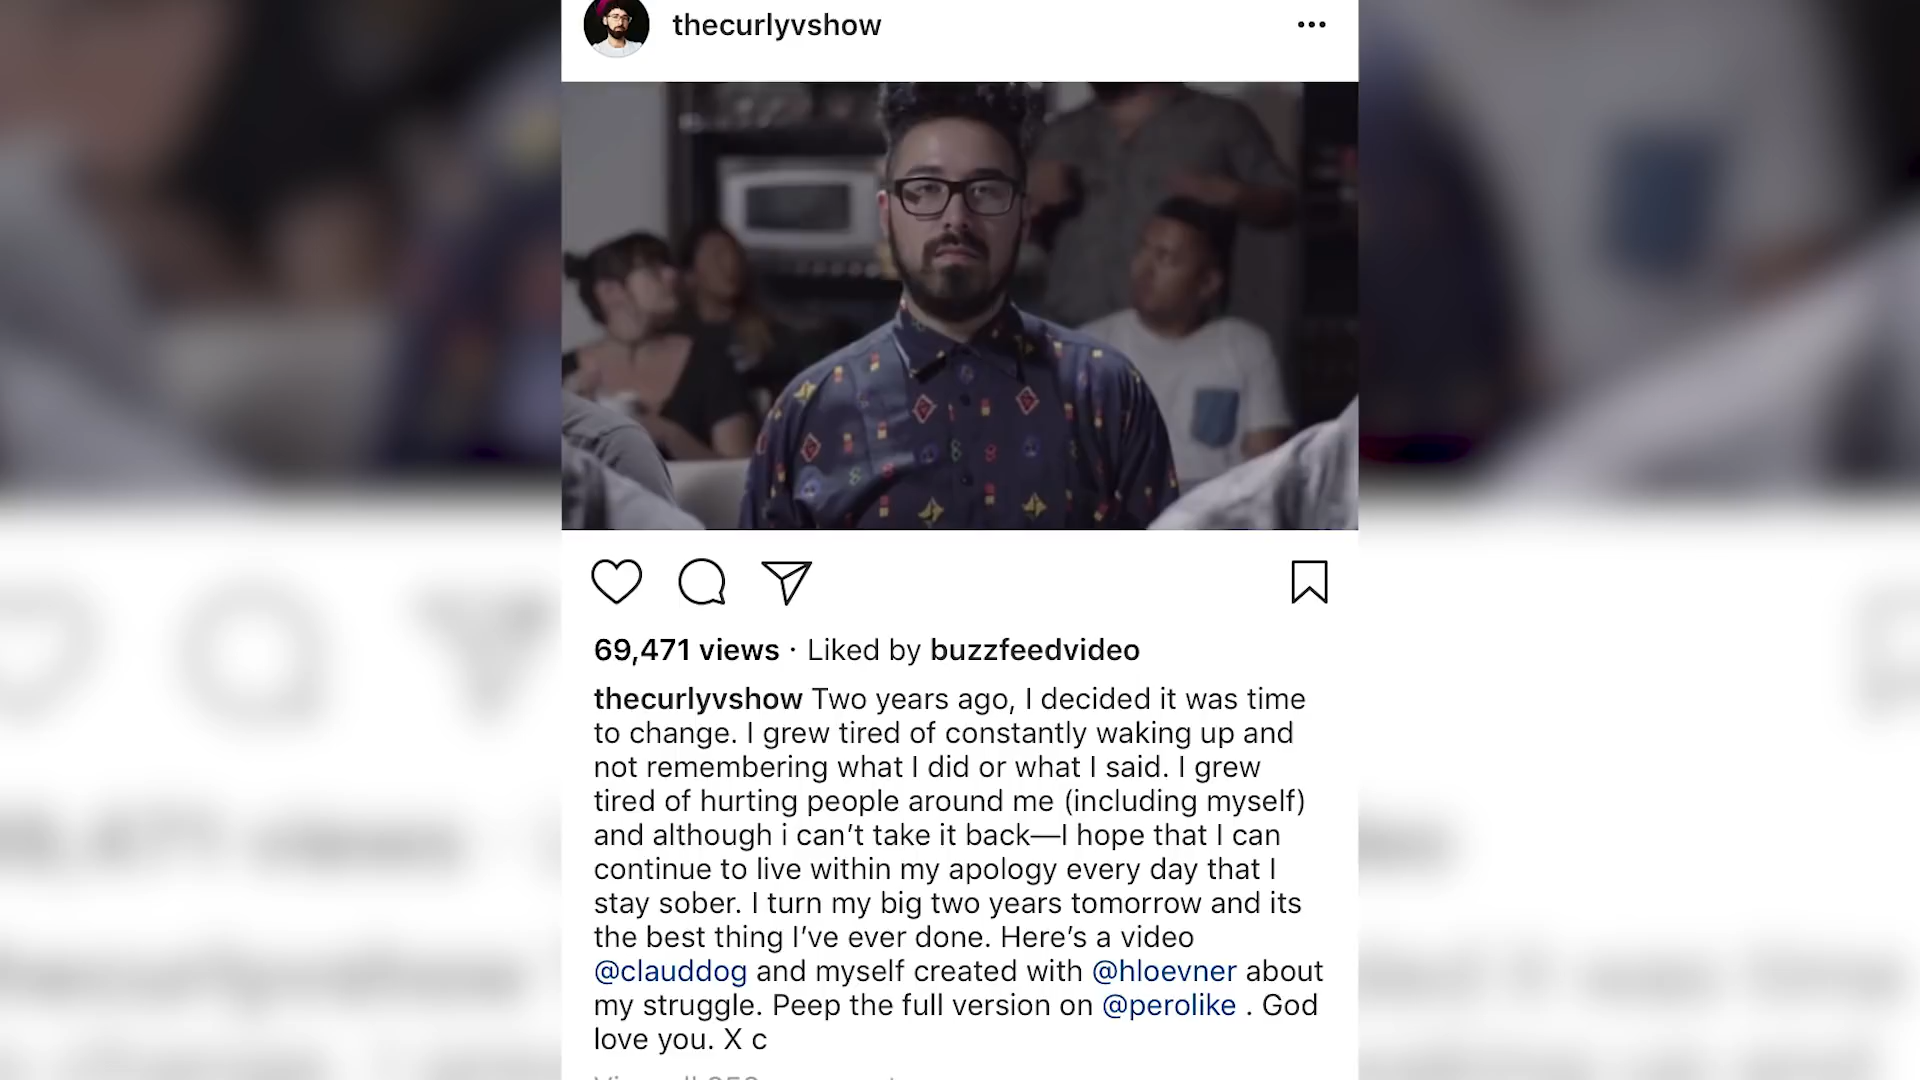 thecurlyvshow
69,471 views · Liked by buzzfeedvideo
thecurlyvshow Two years ago, I decided it was time
to change. I grew tired of constantly waking up and
not remembering what I did or what I said. I grew
tired of hurting people around me (including myself)
and although i can’t take it back—I hope that I can
continue to live within my apology every day that I
stay sober. I turn my big two years tomorrow and its
the best thing I’ve ever done. Here’s a video
@clauddog and myself created with @hloevner about
my struggle. Peep the full version on @perolike . God
love you. X c